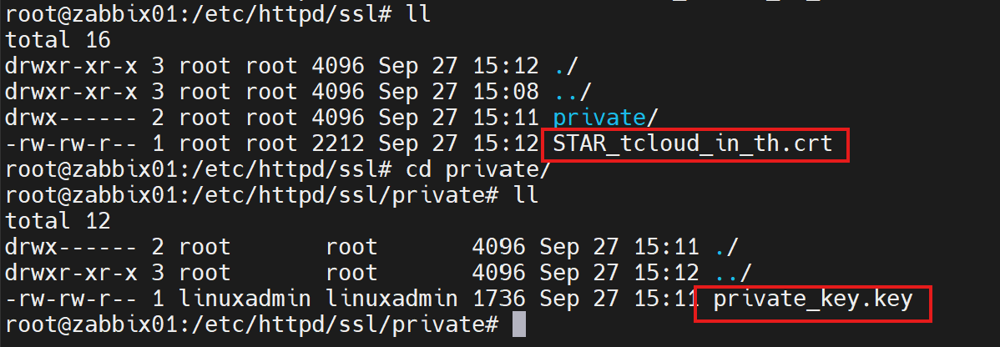 root@zabbix01:/etc/httpd/ssl# ll
total 16
drwxr-xr-x 3 root root 4096 Sep 27 15:12 ./
drwxr-xr-x 3 root root 4096 Sep 27 15:08 ../
drwx------ 2 root root 4096 Sep 27 15:11 private/
-rw-rw-r-- 1 root root 2212 Sep 27 15:12 STAR_tcloud_in_th.crt
root@zabbix01:/etc/httpd/ssl# cd private/
root@zabbix01:/etc/httpd/ssl/private# ll
total 12
drwx------ 2 root       root       4096 Sep 27 15:11 ./
drwxr-xr-x 3 root       root       4096 Sep 27 15:12 ../
-rw-rw-r-- 1 linuxadmin linuxadmin 1736 Sep 27 15:11 private_key.key
root@zabbix01:/etc/httpd/ssl/private#